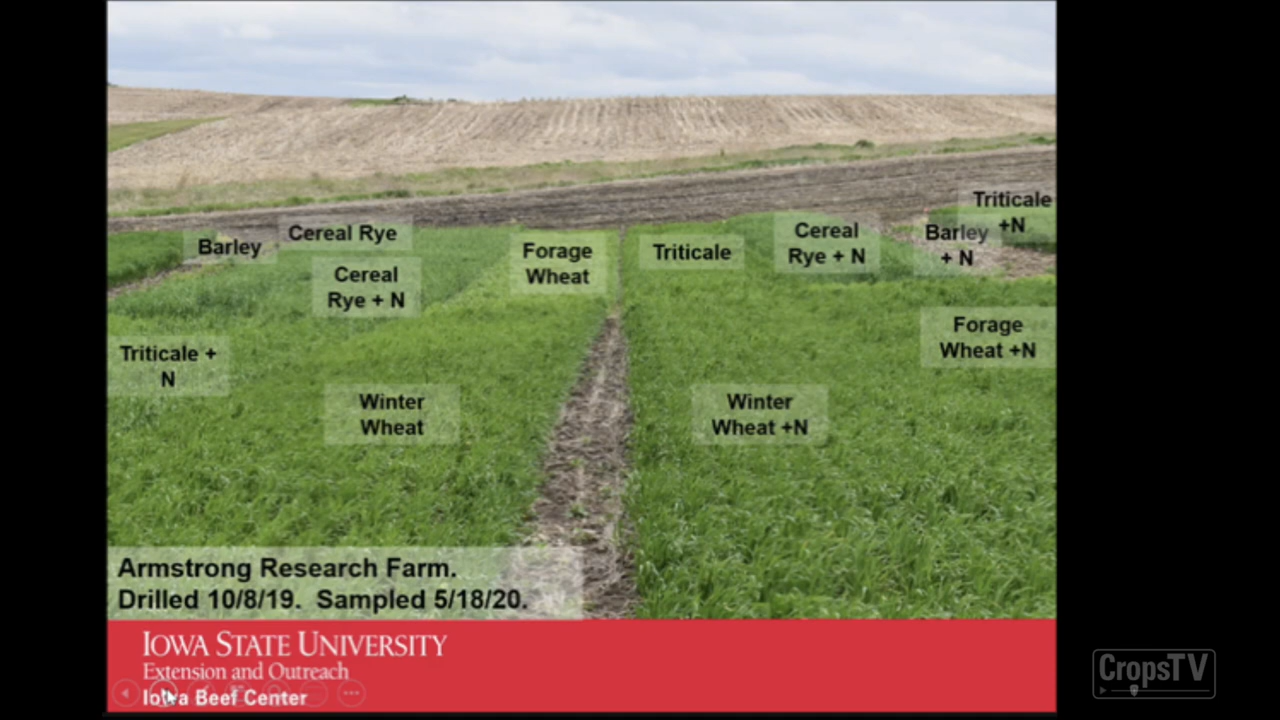 Triticale
+N
Barley
+ N
Cereal Rye
Barley
Cereal
Rye + N
Forage
Wheat
Triticale
Cereal
Rye + N
Triticale +
N
Forage
Wheat +N
Winter
Wheat
Winter
Wheat +N
Armstrong Research Farm.
Drilled 10/8/19. Sampled 5/18/20.
IOWA STATE UNIVERSITY
Extension and Outreach
Iowa Beef Center
CropsTV